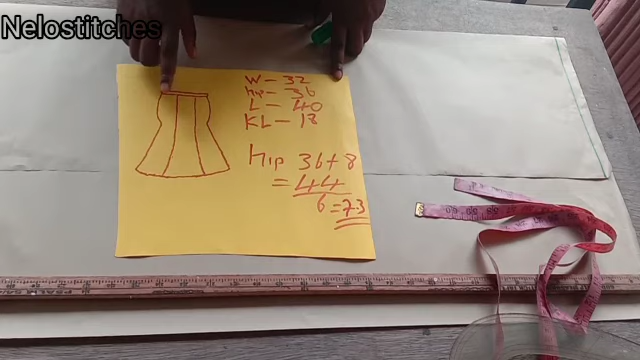 Nelostitches
W - 32
Hip - 36
L - 40
KL - 18
Hip 36 + 8
= 44
6 = 7.3